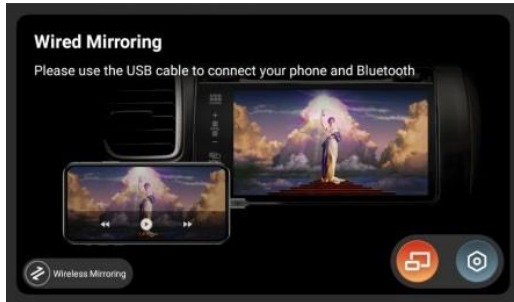 Wired Mirroring
Please use the USB cable to connect your phone and Bluetooth
Wireless Mirroring